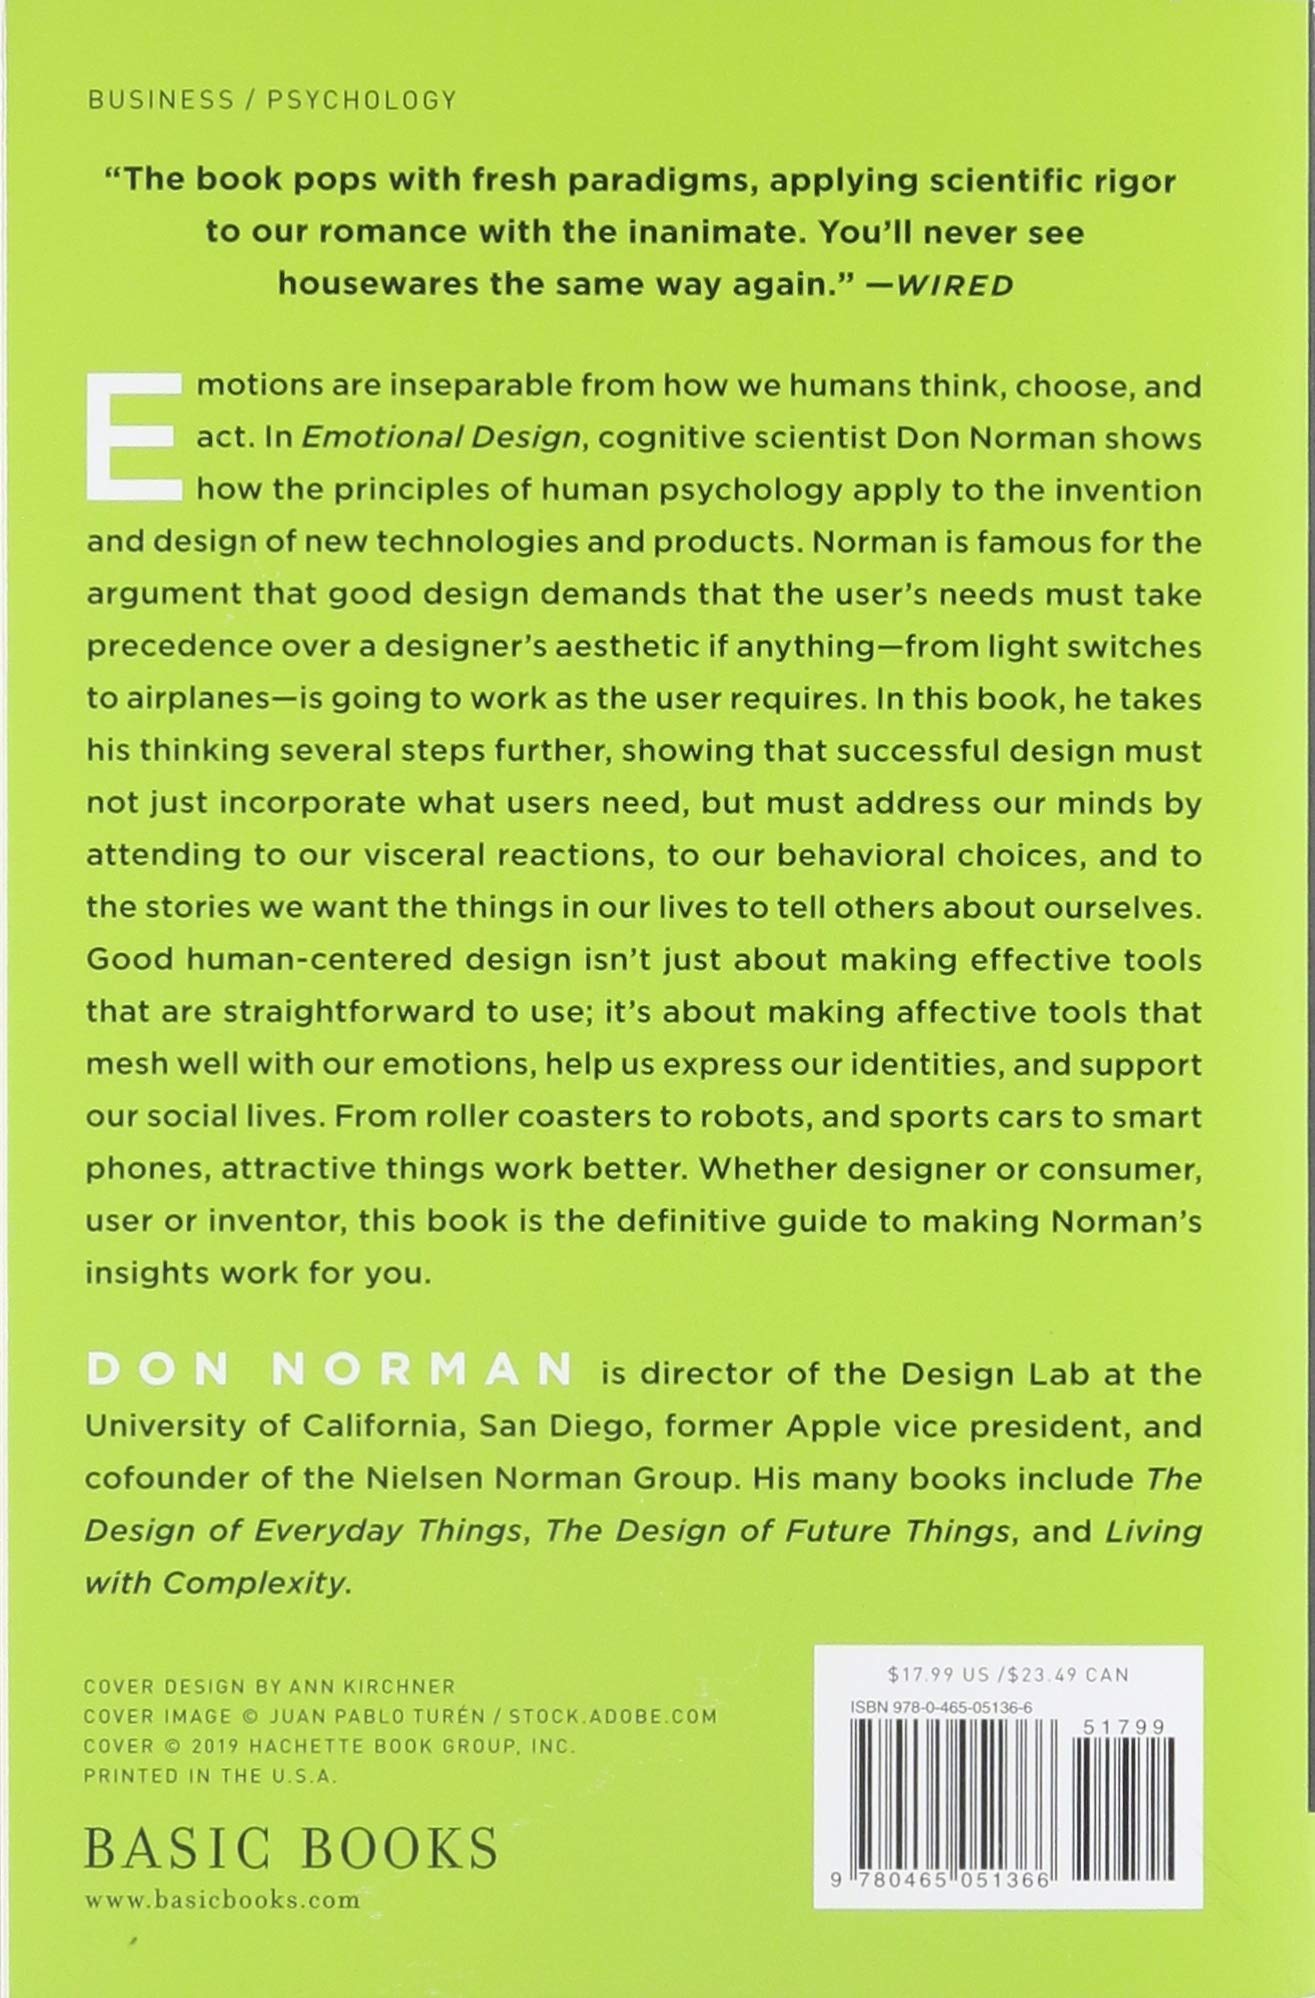 BUSINESS / PSYCHOLOGY
“The book pops with fresh paradigms, applying scientific rigor
to our romance with the inanimate. You’ll never see
housewares the same way again.” —WIRED
Emotions are inseparable from how we humans think, choose, and
act. In Emotional Design, cognitive scientist Don Norman shows
how the principles of human psychology apply to the invention
and design of new technologies and products. Norman is famous for the
argument that good design demands that the user’s needs must take
precedence over a designer’s aesthetic if anything—from light switches
to airplanes—is going to work as the user requires. In this book, he takes
his thinking several steps further, showing that successful design must
not just incorporate what users need, but must address our minds by
attending to our visceral reactions, to our behavioral choices, and to
the stories we want the things in our lives to tell others about ourselves.
Good human-centered design isn’t just about making effective tools
that are straightforward to use; it’s about making affective tools that
mesh well with our emotions, help us express our identities, and support
our social lives. From roller coasters to robots, and sports cars to smart
phones, attractive things work better. Whether designer or consumer,
user or inventor, this book is the definitive guide to making Norman’s
insights work for you.
DON NORMAN is director of the Design Lab at the
University of California, San Diego, former Apple vice president, and
cofounder of the Nielsen Norman Group. His many books include The
Design of Everyday Things, The Design of Future Things, and Living
with Complexity.
COVER DESIGN BY ANN KIRCHNER
COVER IMAGE © JUAN PABLO TURÉN / STOCK.ADOBE.COM
COVER © 2019 HACHETTE BOOK GROUP, INC.
PRINTED IN THE U.S.A.
BASIC BOOKS
www.basicbooks.com
$17.99 US /$23.49 CAN
ISBN 978-0-465-05136-6
51799
9 780465 051366